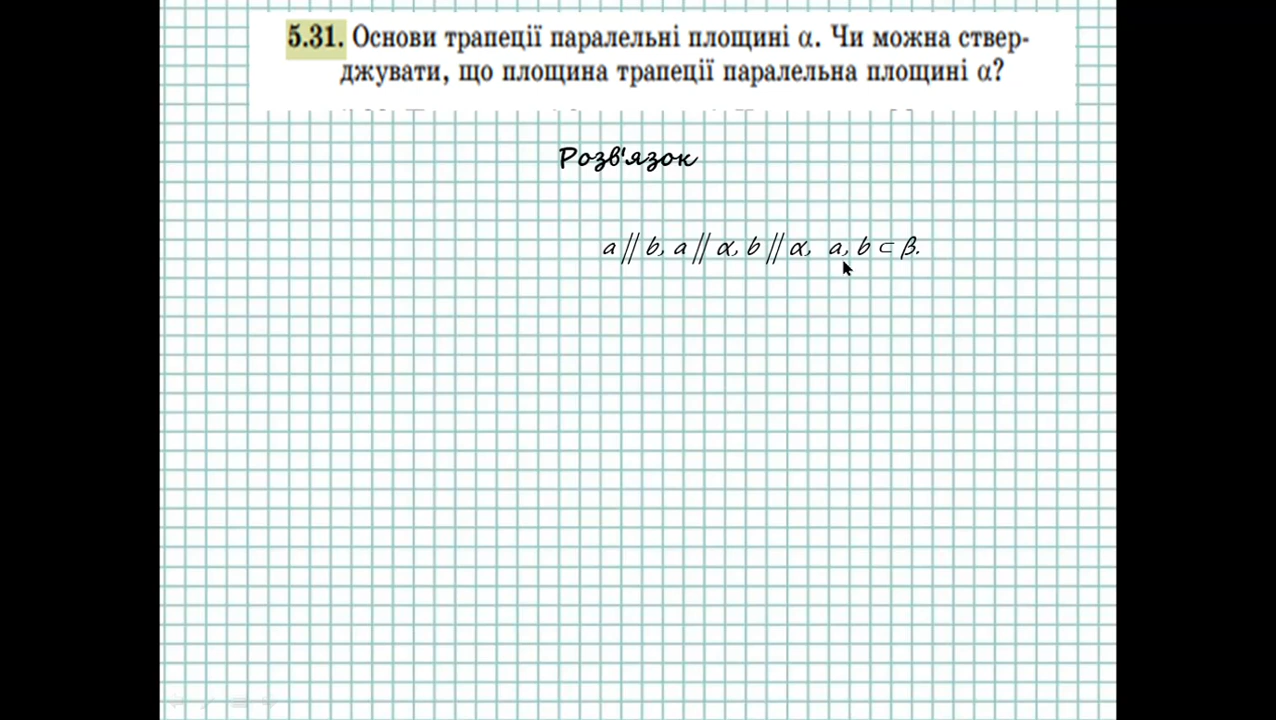 5.31. Основи трапеції паралельні площині α. Чи можна ствер-
джувати, що площина трапеції паралельна площині α?
Розв'язок
a // b, a // α, b // α, a, b ⊂ β.